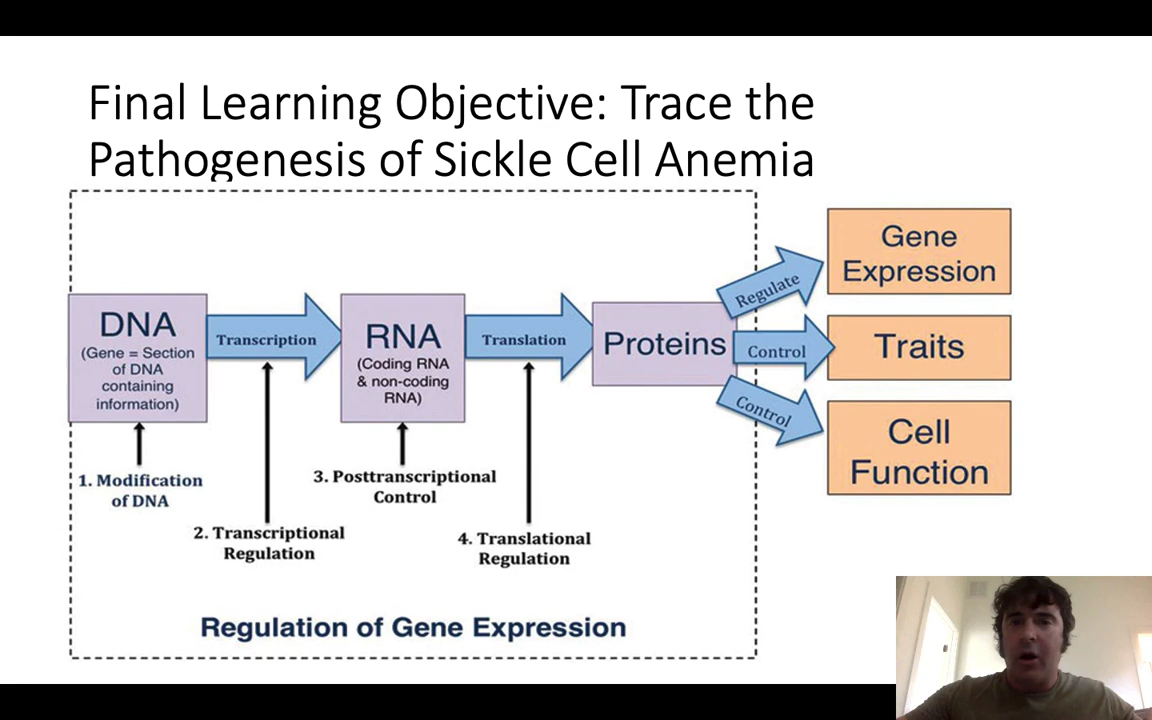 Final Learning Objective: Trace the
Pathogenesis of Sickle Cell Anemia
DNA
(Gene = Section
of DNA
containing
information)
Transcription
RNA
(Coding RNA
& non-coding
RNA)
Translation
Proteins
Regulate
Control
Control
Gene
Expression
Traits
Cell
Function
1. Modification
of DNA
2. Transcriptional
Regulation
3. Posttranscriptional
Control
4. Translational
Regulation
Regulation of Gene Expression